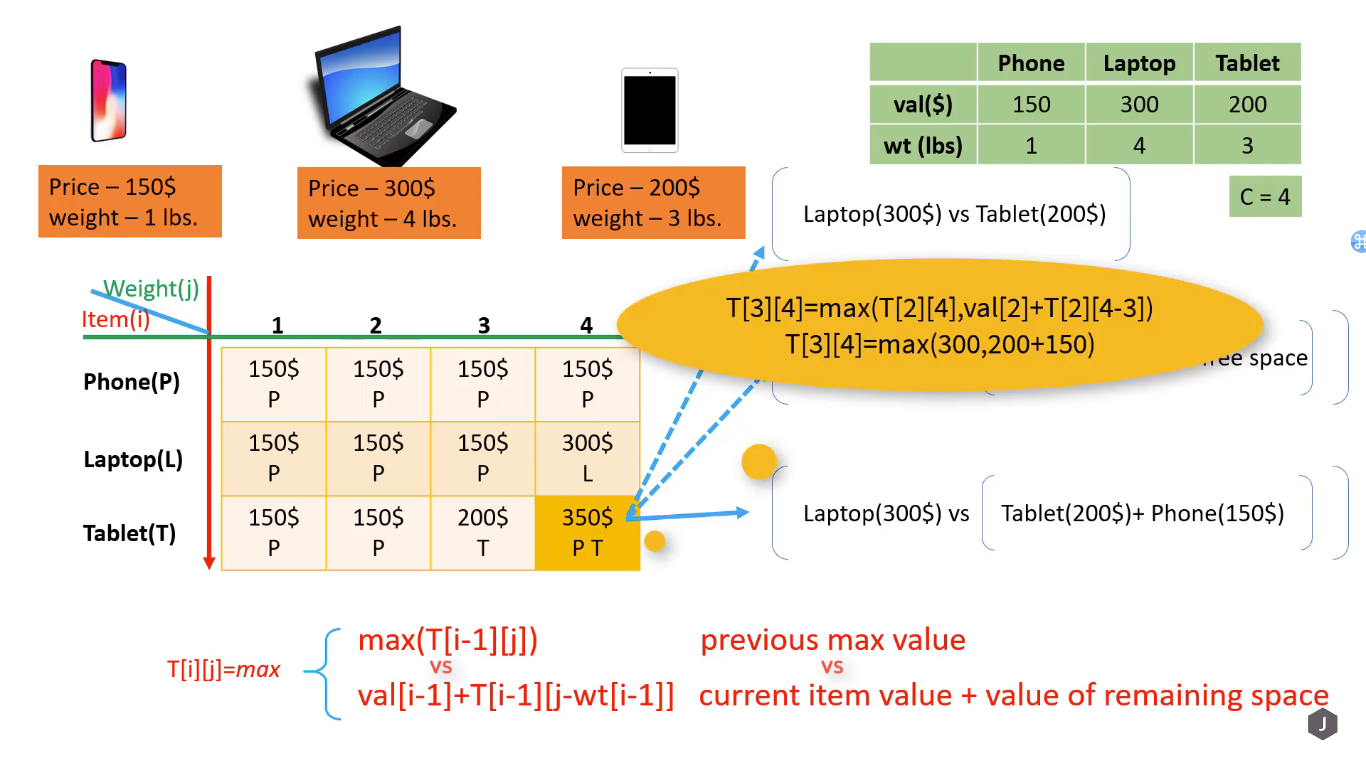 Phone Laptop Tablet
val($) 150 300 200
wt (lbs) 1 4 3
C = 4
Price – 150$
weight – 1 lbs.
Price – 300$
weight – 4 lbs.
Price – 200$
weight – 3 lbs.
Laptop(300$) vs Tablet(200$)
T[3][4]=max(T[2][4],val[2]+T[2][4-3])
T[3][4]=max(300,200+150)
free space
Weight(j)
Item(i)
1 2 3 4
Phone(P) 150$ 150$ 150$ 150$
P P P P
Laptop(L) 150$ 150$ 150$ 300$
P P P L
Tablet(T) 150$ 150$ 200$ 350$
P P T P T
Laptop(300$) vs Tablet(200$)+ Phone(150$)
T[i][j]=max
max(T[i-1][j]) previous max value
vs vs
val[i-1]+T[i-1][j-wt[i-1]] current item value + value of remaining space
J